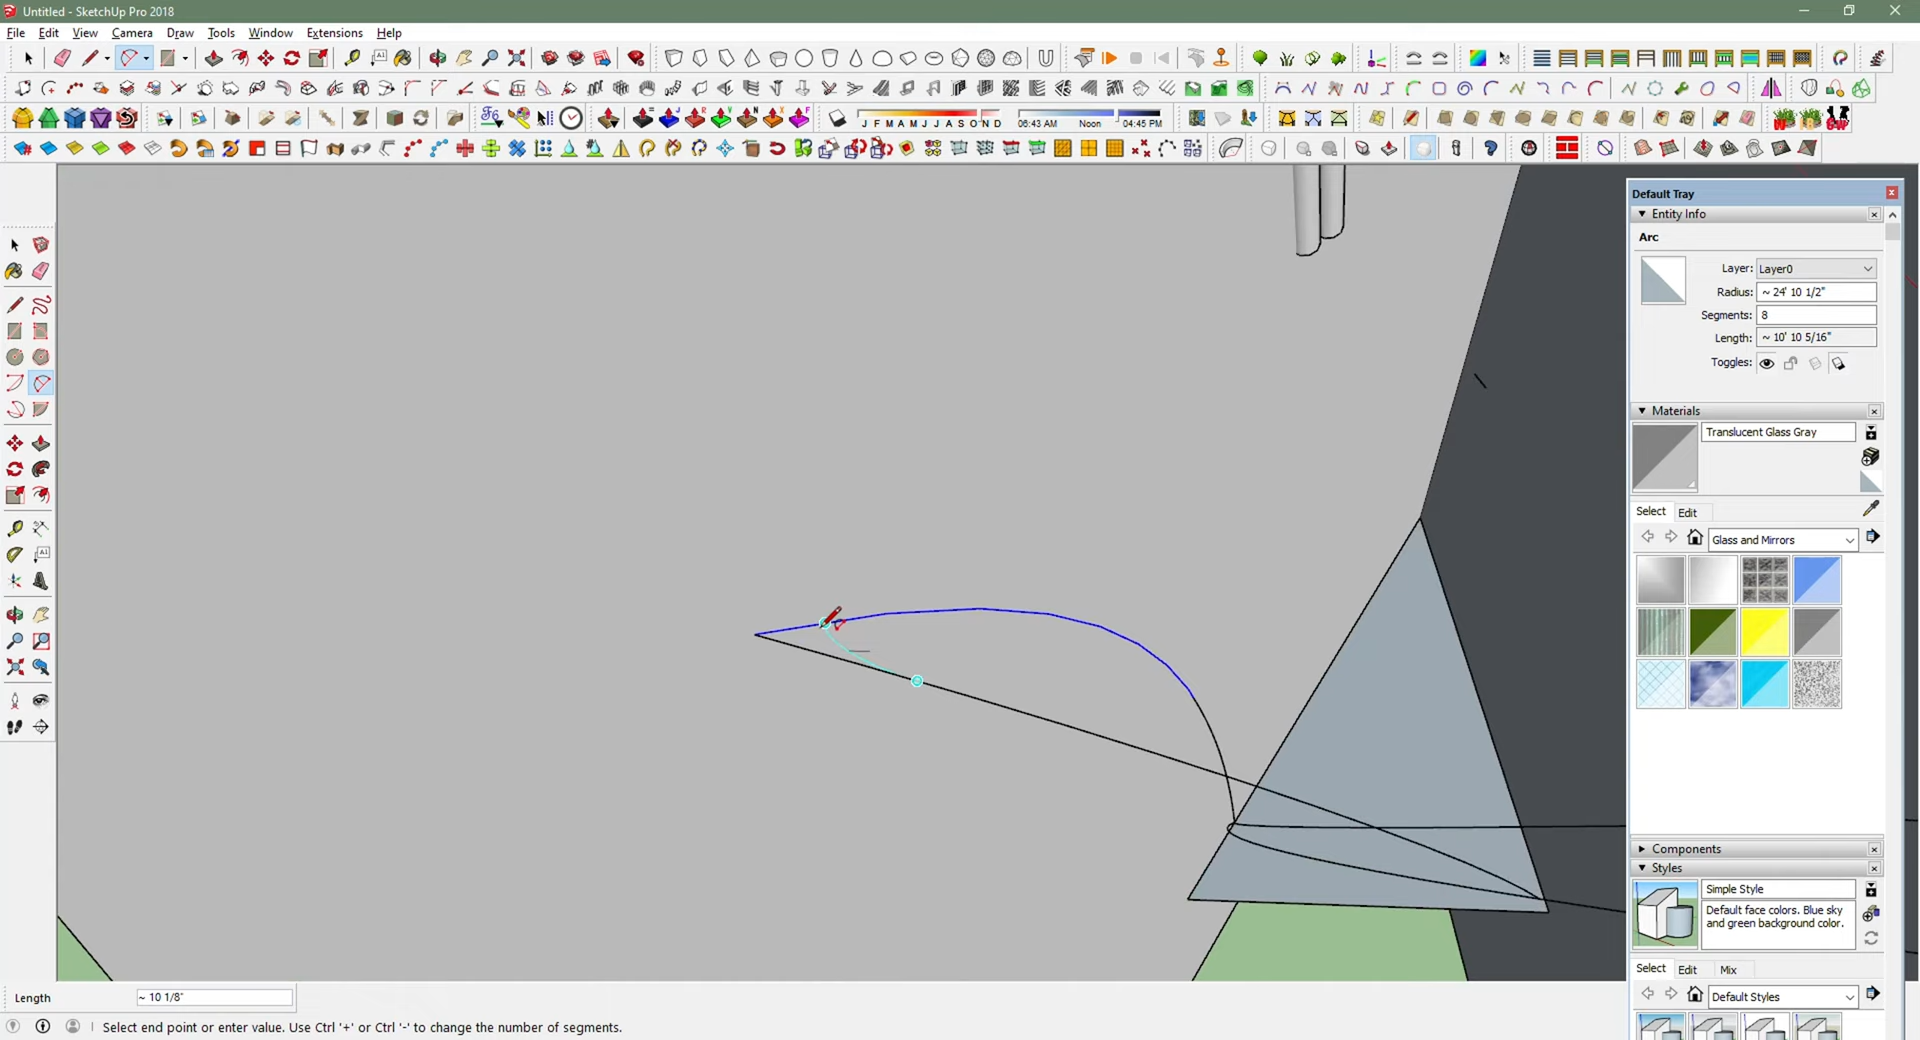 Untitled - SketchUp Pro 2018
File Edit View Camera Draw Tools Window Extensions Help
J F M A M J J A S O N D 06:43 AM Noon 04:45 PM
Default Tray
Entity Info
Arc
Layer: Layer0
Radius: ~ 24' 10 1/2"
Segments: 8
Length: ~ 10' 10 5/16"
Toggles:
Materials
Translucent Glass Gray
Select Edit
Glass and Mirrors
Components
Styles
Simple Style
Default face colors. Blue sky
and green background color.
Select Edit Mix
Default Styles
Length ~ 10 1/8"
Select end point or enter value. Use Ctrl '+' or Ctrl '-' to change the number of segments.